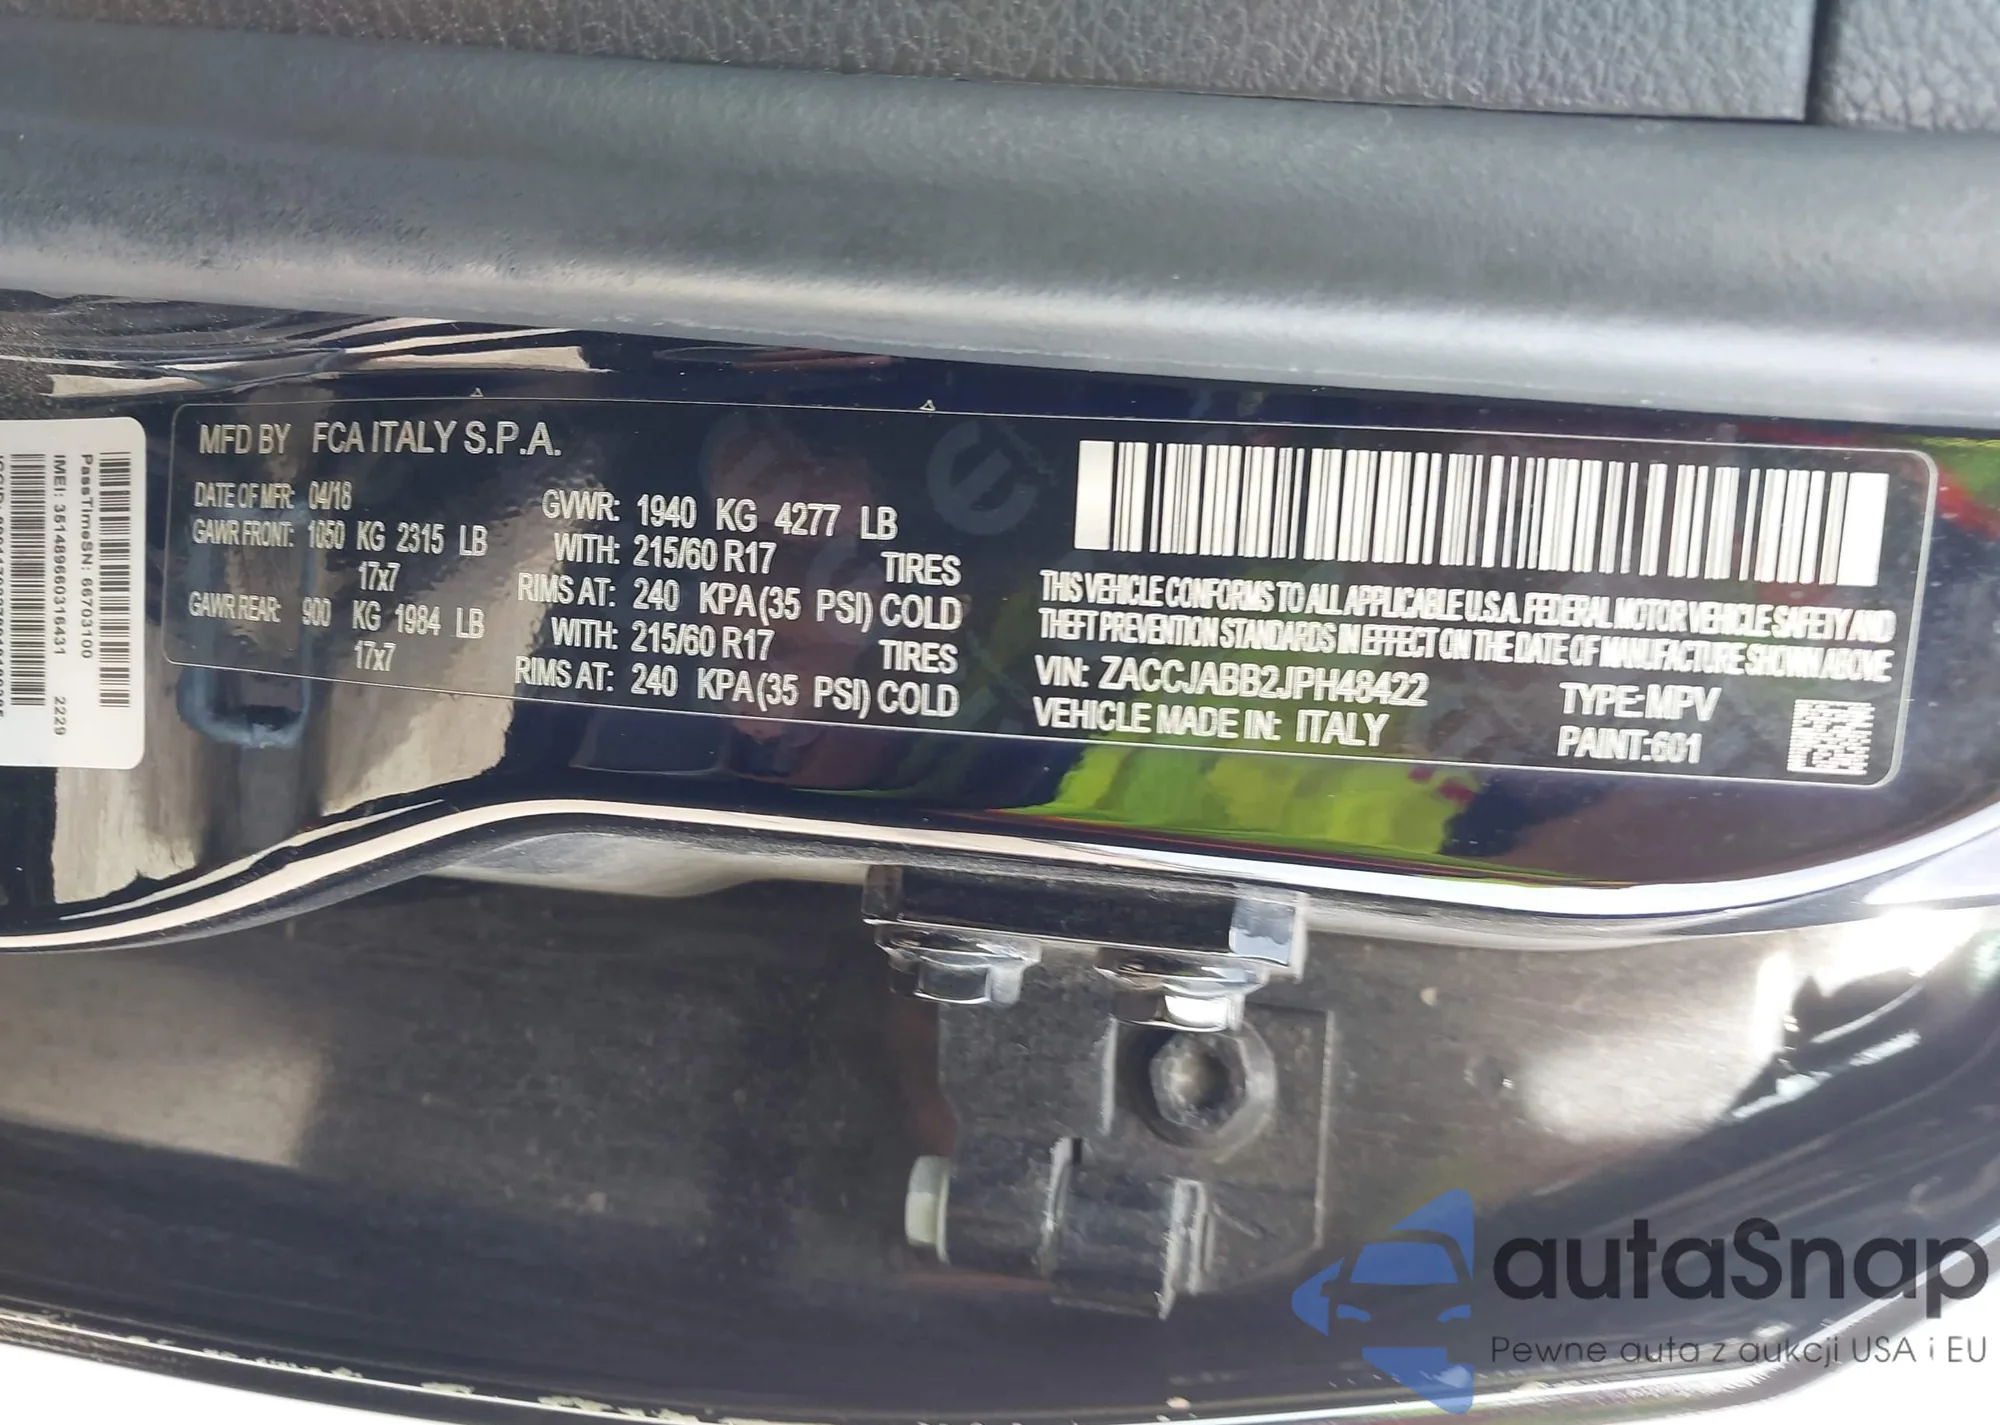 MFD BY FCA ITALY S.P.A.
DATE OF MFR: 04/18
GAWR FRONT: 1050 KG 2315 LB
17x7
GAWR REAR: 900 KG 1984 LB
17x7
GVWR: 1940 KG 4277 LB
WITH: 215/60 R17 TIRES
RIMS AT: 240 KPA(35 PSI) COLD
WITH: 215/60 R17 TIRES
RIMS AT: 240 KPA(35 PSI) COLD
THIS VEHICLE CONFORMS TO ALL APPLICABLE U.S.A. FEDERAL MOTOR VEHICLE SAFETY AND
THEFT PREVENTION STANDARDS IN EFFECT ON THE DATE OF MANUFACTURE SHOWN ABOVE
VIN: ZACCJABB2JPH48422 TYPE:MPV
VEHICLE MADE IN: ITALY PAINT:601
PassTimeSN: 66703100
IMEI: 351489660316431 2229
autaSnap
Pewne auta z aukcji USA i EU